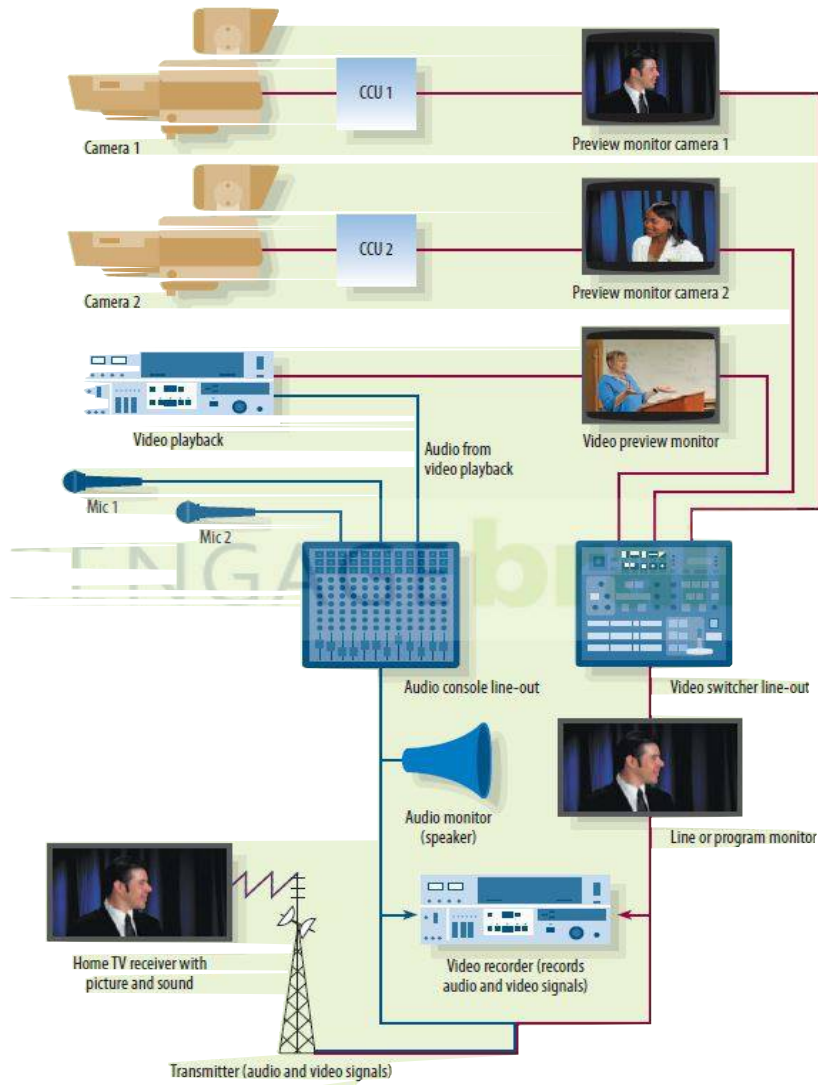 CCU 1
Camera 1
Preview monitor camera 1
CCU 2
Camera 2
Preview monitor camera 2
Video playback
Audio from
video playback
Video preview monitor
Mic 1
Mic 2
Audio console line-out
Video switcher line-out
Audio monitor
(speaker)
Line or program monitor
Home TV receiver with
picture and sound
Video recorder (records
audio and video signals)
Transmitter (audio and video signals)